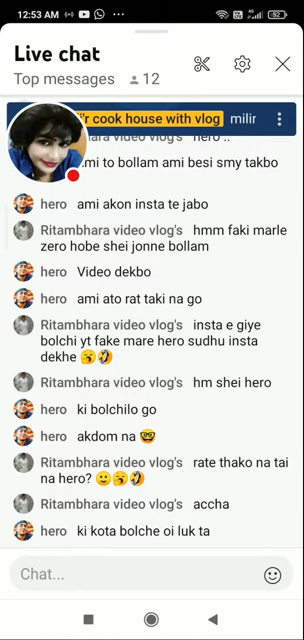 12:53 AM
4G
62
Live chat
Top messages 12
r cook house with vlog milir
video vlog's hero ..
mi to bollam ami besi smy takbo
hero ami akon insta te jabo
Ritambhara video vlog's hmm faki marle
zero hobe shei jonne bollam
hero Video dekbo
hero ami ato rat taki na go
Ritambhara video vlog's insta e giye
bolchi yt fake mare hero sudhu insta
dekhe 🥱🤣
Ritambhara video vlog's hm shei hero
hero ki bolchilo go
hero akdom na 🤓
Ritambhara video vlog's rate thako na tai
na hero? 🙂🥱🤣
Ritambhara video vlog's accha
hero ki kota bolche oi luk ta
Chat...